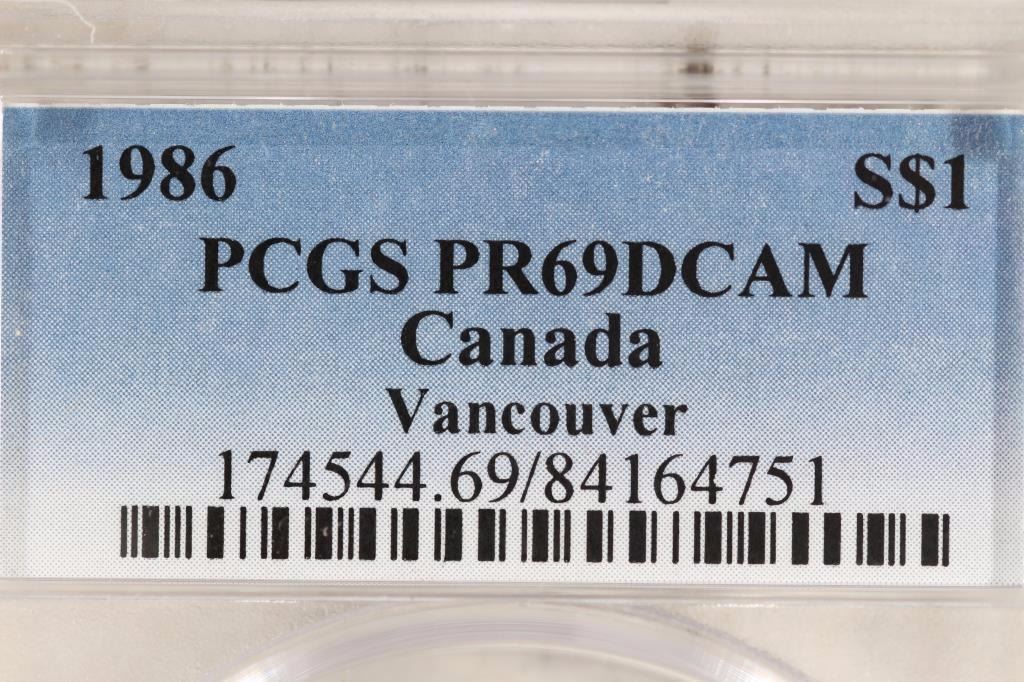 1986 S$1
PCGS PR69DCAM
Canada
Vancouver
174544.69/84164751